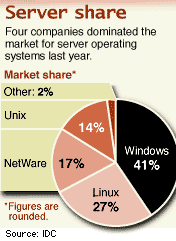 Server share
Four companies dominated the
market for server operating
systems last year.
Market share*
Other: 2%
Unix
14%
Windows
41%
NetWare
17%
Linux
27%
*Figures are
rounded.
Source: IDC